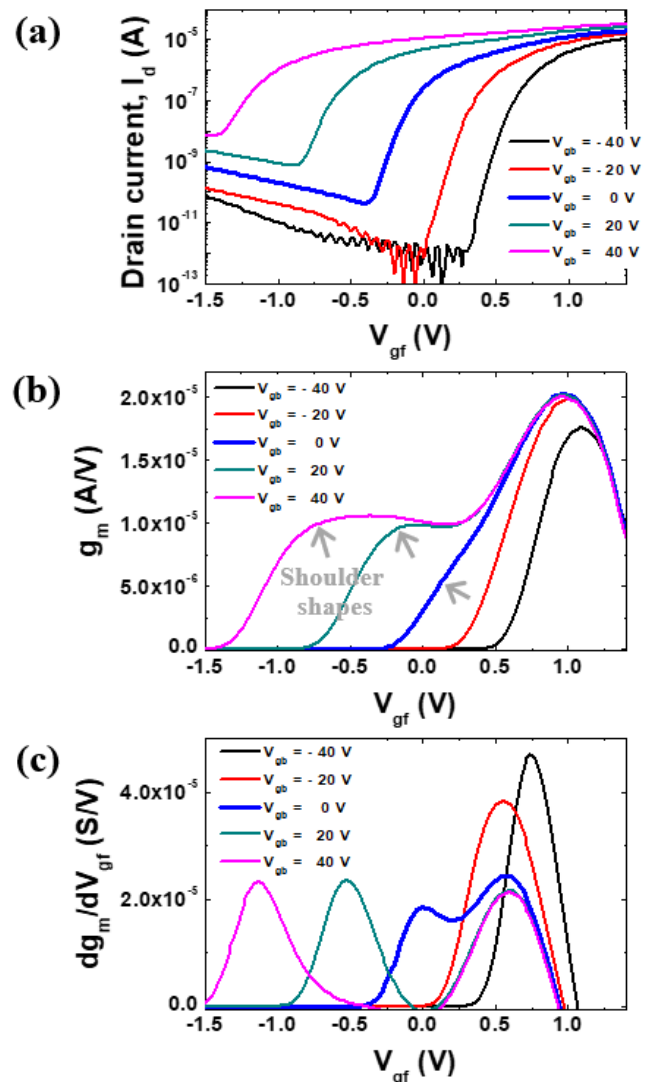 (a)
Drain current, I_d (A)
10^-5
10^-7
10^-9
10^-11
10^-13
V_gb = - 40 V
V_gb = - 20 V
V_gb = 0 V
V_gb = 20 V
V_gb = 40 V
-1.5 -1.0 -0.5 0.0 0.5 1.0
V_gf (V)
(b)
g_m (A/V)
2.0x10^-5
1.5x10^-5
1.0x10^-5
5.0x10^-6
0.0
V_gb = - 40 V
V_gb = - 20 V
V_gb = 0 V
V_gb = 20 V
V_gb = 40 V
Shoulder
shapes
-1.5 -1.0 -0.5 0.0 0.5 1.0
V_gf (V)
(c)
dg_m/dV_gf (S/V)
4.0x10^-5
2.0x10^-5
0.0
V_gb = - 40 V
V_gb = - 20 V
V_gb = 0 V
V_gb = 20 V
V_gb = 40 V
-1.5 -1.0 -0.5 0.0 0.5 1.0
V_gf (V)